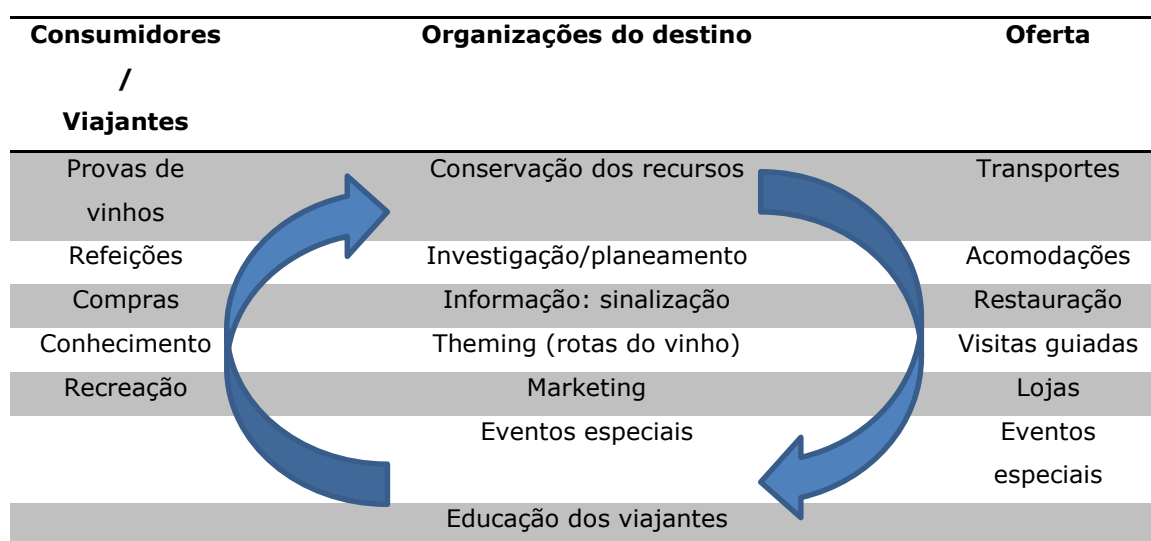 Consumidores / Viajantes
Organizações do destino
Oferta
Provas de vinhos
Conservação dos recursos
Transportes
Refeições
Investigação/planeamento
Acomodações
Compras
Informação: sinalização
Restauração
Conhecimento
Theming (rotas do vinho)
Visitas guiadas
Recreação
Marketing
Lojas
Eventos especiais
Eventos especiais
Educação dos viajantes